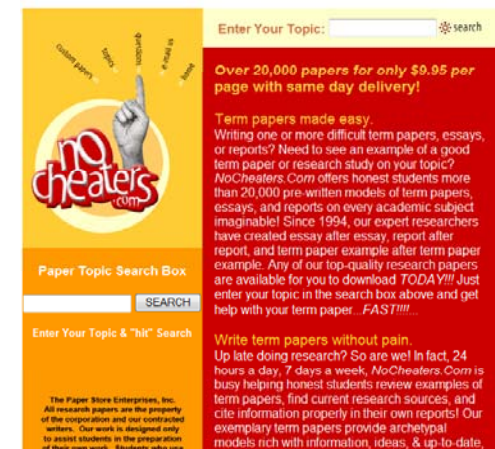 Enter Your Topic:
search
custom papers
topics
questions
e-mail us
home
no
cheaters
.com
Over 20,000 papers for only $9.95 per
page with same day delivery!
Term papers made easy.
Writing one or more difficult term papers, essays,
or reports? Need to see an example of a good
term paper or research study on your topic?
NoCheaters.Com offers honest students more
than 20,000 pre-written models of term papers,
essays, and reports on every academic subject
imaginable! Since 1994, our expert researchers
have created essay after essay, report after
report, and term paper example after term paper
example. Any of our top-quality research papers
are available for you to download TODAY!!! Just
enter your topic in the search box above and get
help with your term paper...FAST!!!!...
Write term papers without pain.
Up late doing research? So are we! In fact, 24
hours a day, 7 days a week, NoCheaters.Com is
busy helping honest students review examples of
term papers, find current research sources, and
cite information properly in their own reports! Our
exemplary term papers provide archetypal
models rich with information, ideas, & up-to-date,
Paper Topic Search Box
SEARCH
Enter Your Topic & "hit" Search
The Paper Store Enterprises, Inc.
All research papers are the property
of the corporation and our contracted
writers. Our work is designed only
to assist students in the preparation
of their own work. Students who use